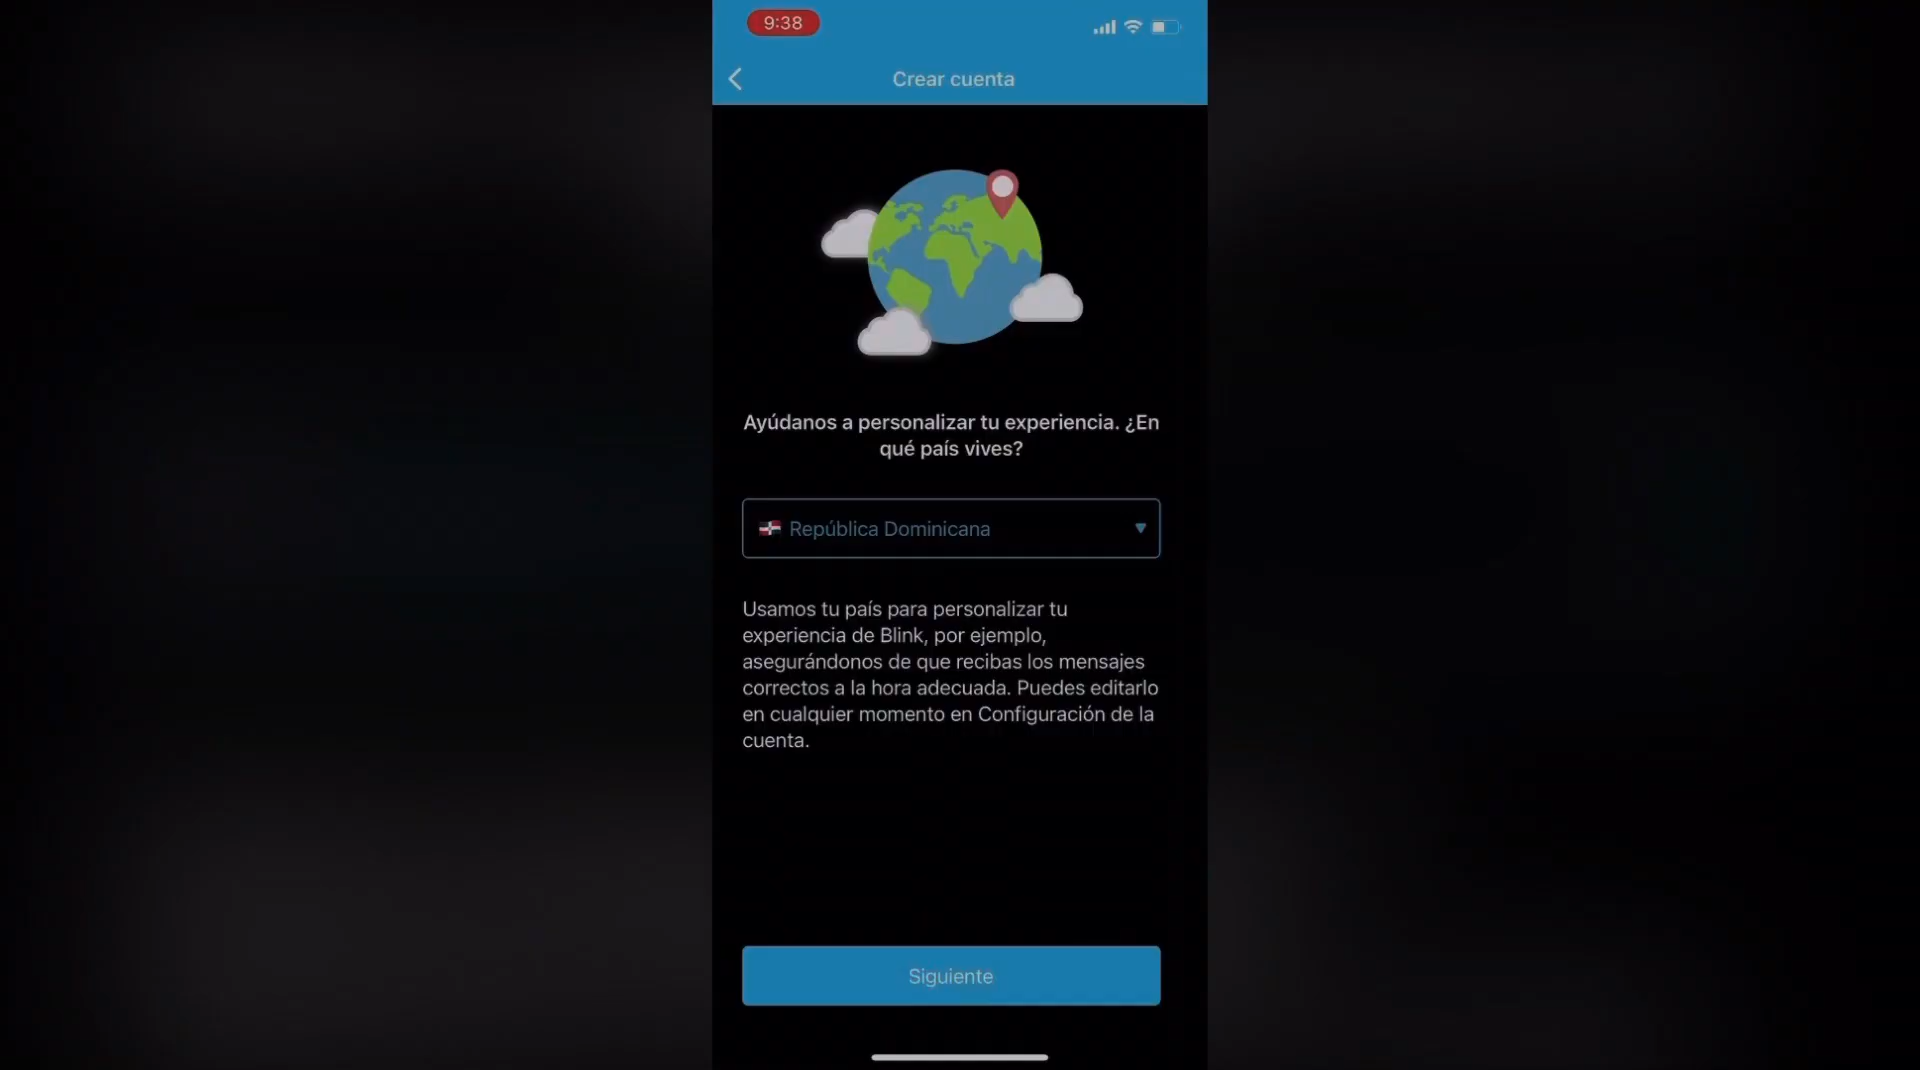 9:38
Crear cuenta
Ayúdanos a personalizar tu experiencia. ¿En
qué país vives?
República Dominicana
Usamos tu país para personalizar tu
experiencia de Blink, por ejemplo,
asegurándonos de que recibas los mensajes
correctos a la hora adecuada. Puedes editarlo
en cualquier momento en Configuración de la
cuenta.
Siguiente